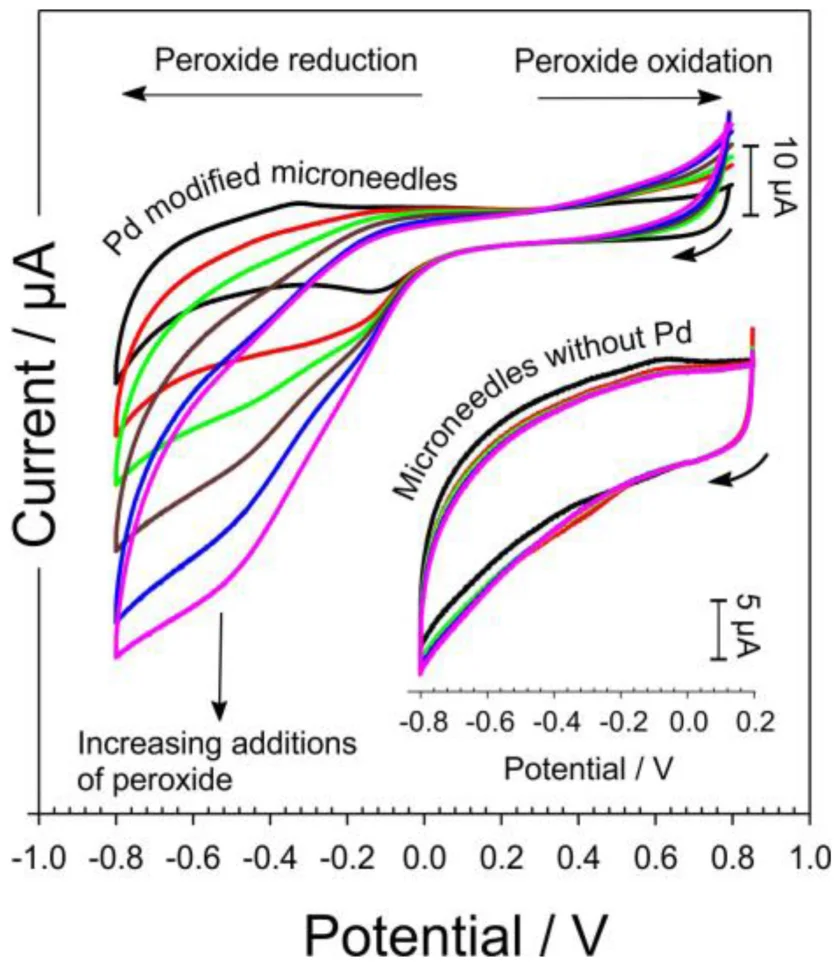 Peroxide reduction
Peroxide oxidation
10 µA
Pd modified microneedles
Current / µA
Microneedles without Pd
5 µA
-0.8 -0.6 -0.4 -0.2 0.0 0.2
Potential / V
Increasing additions
of peroxide
-1.0 -0.8 -0.6 -0.4 -0.2 0.0 0.2 0.4 0.6 0.8 1.0
Potential / V